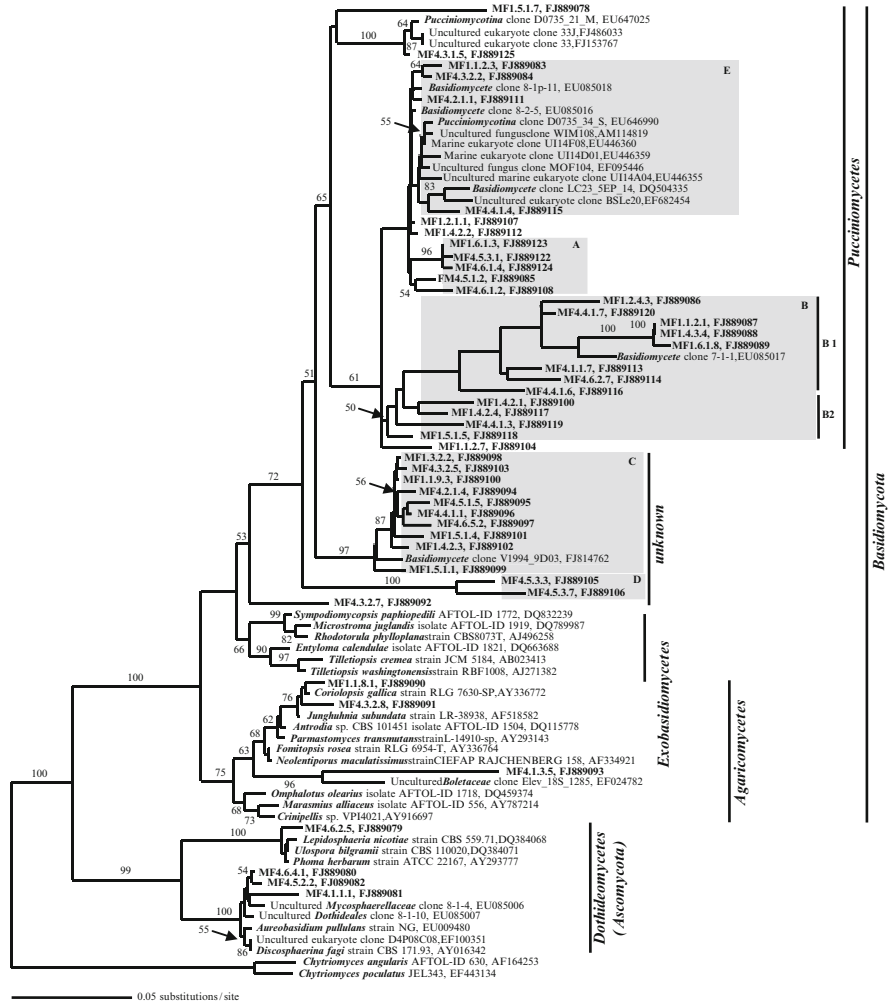 MF1.5.1.7, FJ889078
64
Pucciniomycotina clone D0735_21_M, EU647025
Uncultured eukaryote clone 33J,FJ486033
100
Uncultured eukaryote clone 33,FJ153767
87
MF4.3.1.5, FJ889125
64
MF1.1.2.3, FJ889083
E
MF4.3.2.2, FJ889084
Basidiomycete clone 8-1p-11, EU085018
MF4.2.1.1, FJ889111
Basidiomycete clone 8-2-5, EU085016
55
Pucciniomycotina clone D0735_34_S, EU646990
Uncultured fungusclone WIM108,AM114819
Marine eukaryote clone UI14F08,EU446360
Marine eukaryote clone UI14D01,EU446359
Uncultured fungus clone MOF104, EF095446
Uncultured marine eukaryote clone UI14A04,EU446355
83
Basidiomycete clone LC23_5EP_14, DQ504335
Uncultured eukaryote clone BSLe20,EF682454
65
MF4.4.1.4, FJ889115
MF1.2.1.1, FJ889107
MF1.4.2.2, FJ889112
Pucciniomycetes
MF1.6.1.3, FJ889123
A
96
MF4.5.3.1, FJ889122
MF4.6.1.4, FJ889124
FM4.5.1.2, FJ889085
54
MF4.6.1.2, FJ889108
MF1.2.4.3, FJ889086
B
MF4.4.1.7, FJ889120
100
100
MF1.1.2.1, FJ889087
MF1.4.3.4, FJ889088
MF1.6.1.8, FJ889089
B 1
Basidiomycete clone 7-1-1,EU085017
51
61
MF4.1.1.7, FJ889113
MF4.6.2.7, FJ889114
MF4.4.1.6, FJ889116
50
MF1.4.2.1, FJ889100
B2
MF1.4.2.4, FJ889117
MF4.4.1.3, FJ889119
MF1.5.1.5, FJ889118
MF1.1.2.7, FJ889104
MF1.3.2.2, FJ889098
C
MF4.3.2.5, FJ889103
72
56
MF1.1.9.3, FJ889100
MF4.2.1.4, FJ889094
MF4.5.1.5, FJ889095
MF4.4.1.1, FJ889096
87
MF4.6.5.2, FJ889097
unknown
MF1.5.1.4, FJ889101
53
MF1.4.2.3, FJ889102
97
Basidiomycete clone V1994_9D03, FJ814762
MF1.5.1.1, FJ889099
100
MF4.5.3.3, FJ889105
D
MF4.5.3.7, FJ889106
MF4.3.2.7, FJ889092
Basidiomycota
99
Sympodiomycopsis paphiopedili AFTOL-ID 1772, DQ832239
Microstroma juglandis isolate AFTOL-ID 1919, DQ789987
82
Rhodotorula phylloplanastrain CBS8073T, AJ496258
66
90
Entyloma calendulae isolate AFTOL-ID 1821, DQ663688
97
Tilletiopsis cremea strain JCM 5184, AB023413
Tilletiopsis washingtonensisstrain RBF1008, AJ271382
Exobasidiomycetes
100
MF1.1.8.1, FJ889090
76
Coriolopsis gallica strain RLG 7630-SP,AY336772
MF4.3.2.8, FJ889091
62
Junghuhnia subundata strain LR-38938, AF518582
Antrodia sp. CBS 101451 isolate AFTOL-ID 1504, DQ115778
68
Parmastomyces transmutansstrainL-14910-sp, AY293143
63
Fomitopsis rosea strain RLG 6954-T, AY336764
Neolentiporus maculatissimusstrainCIEFAP RAJCHENBERG 158, AF334921
Agaricomycetes
75
MF4.1.3.5, FJ889093
96
UnculturedBoletaceae clone Elev_18S_1285, EF024782
100
Omphalotus olearius isolate AFTOL-ID 1718, DQ459374
68
Marasmius alliaceus isolate AFTOL-ID 556, AY787214
73
Crinipellis sp. VPI4021,AY916697
100
MF4.6.2.5, FJ889079
Lepidosphaeria nicotiae strain CBS 559.71,DQ384068
Ulospora bilgramii strain CBS 110020,DQ384071
Phoma herbarum strain ATCC 22167, AY293777
99
54
MF4.6.4.1, FJ889080
MF4.5.2.2, FJ089082
MF4.1.1.1, FJ889081
Dothideomycetes
(Ascomycota)
Uncultured Mycosphaerellaceae clone 8-1-4, EU085006
100
Uncultured Dothideales clone 8-1-10, EU085007
55
Aureobasidium pullulans strain NG, EU009480
Uncultured eukaryote clone D4P08C08,EF100351
86
Discosphaerina fagi strain CBS 171.93, AY016342
Chytriomyces angularis AFTOL-ID 630, AF164253
Chytriomyces poculatus JEL343, EF443134
0.05 substitutions/site